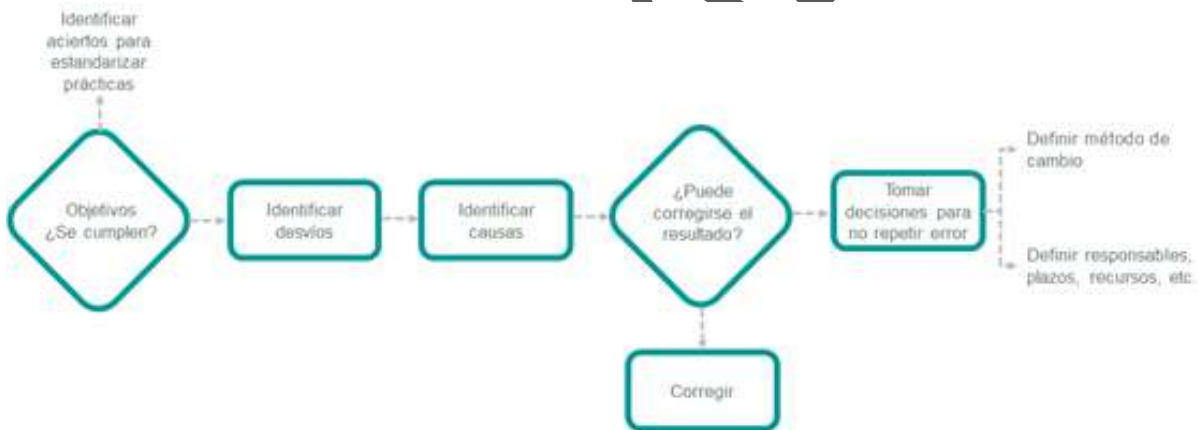 Identificar
aciertos para
estandarizar
prácticas
Objetivos
¿Se cumplen?
Identificar
desvíos
Identificar
causas
¿Puede
corregirse el
resultado?
Tomar
decisiones para
no repetir error
Definir método de
cambio
Definir responsables,
plazos, recursos, etc.
Corregir